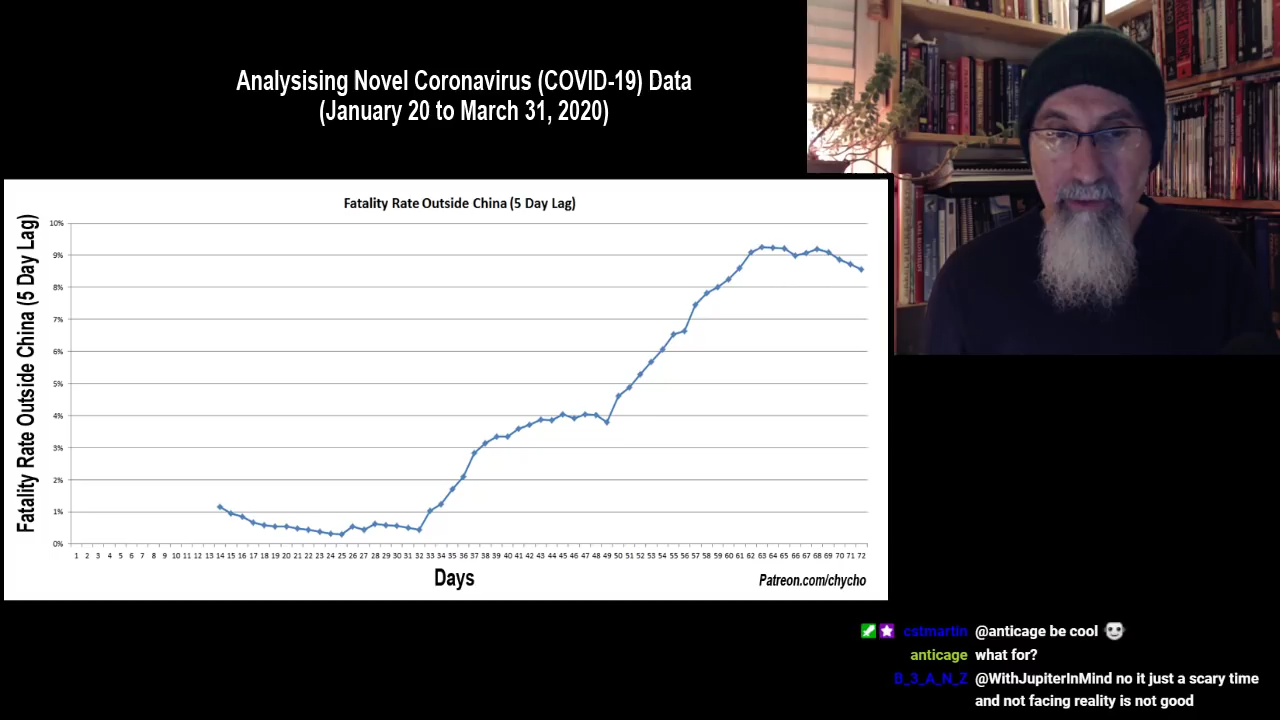 Analysising Novel Coronavirus (COVID-19) Data
(January 20 to March 31, 2020)
Fatality Rate Outside China (5 Day Lag)
Fatality Rate Outside China (5 Day Lag)
10%
9%
8%
7%
6%
5%
4%
3%
2%
1%
0%
1 2 3 4 5 6 7 8 9 10 11 12 13 14 15 16 17 18 19 20 21 22 23 24 25 26 27 28 29 30 31 32 33 34 35 36 37 38 39 40 41 42 43 44 45 46 47 48 49 50 51 52 53 54 55 56 57 58 59 60 61 62 63 64 65 66 67 68 69 70 71 72
Days
Patreon.com/chycho
cstmartin @anticage be cool
anticage what for?
B_3_A_N_Z @WithJupiterInMind no it just a scary time
and not facing reality is not good